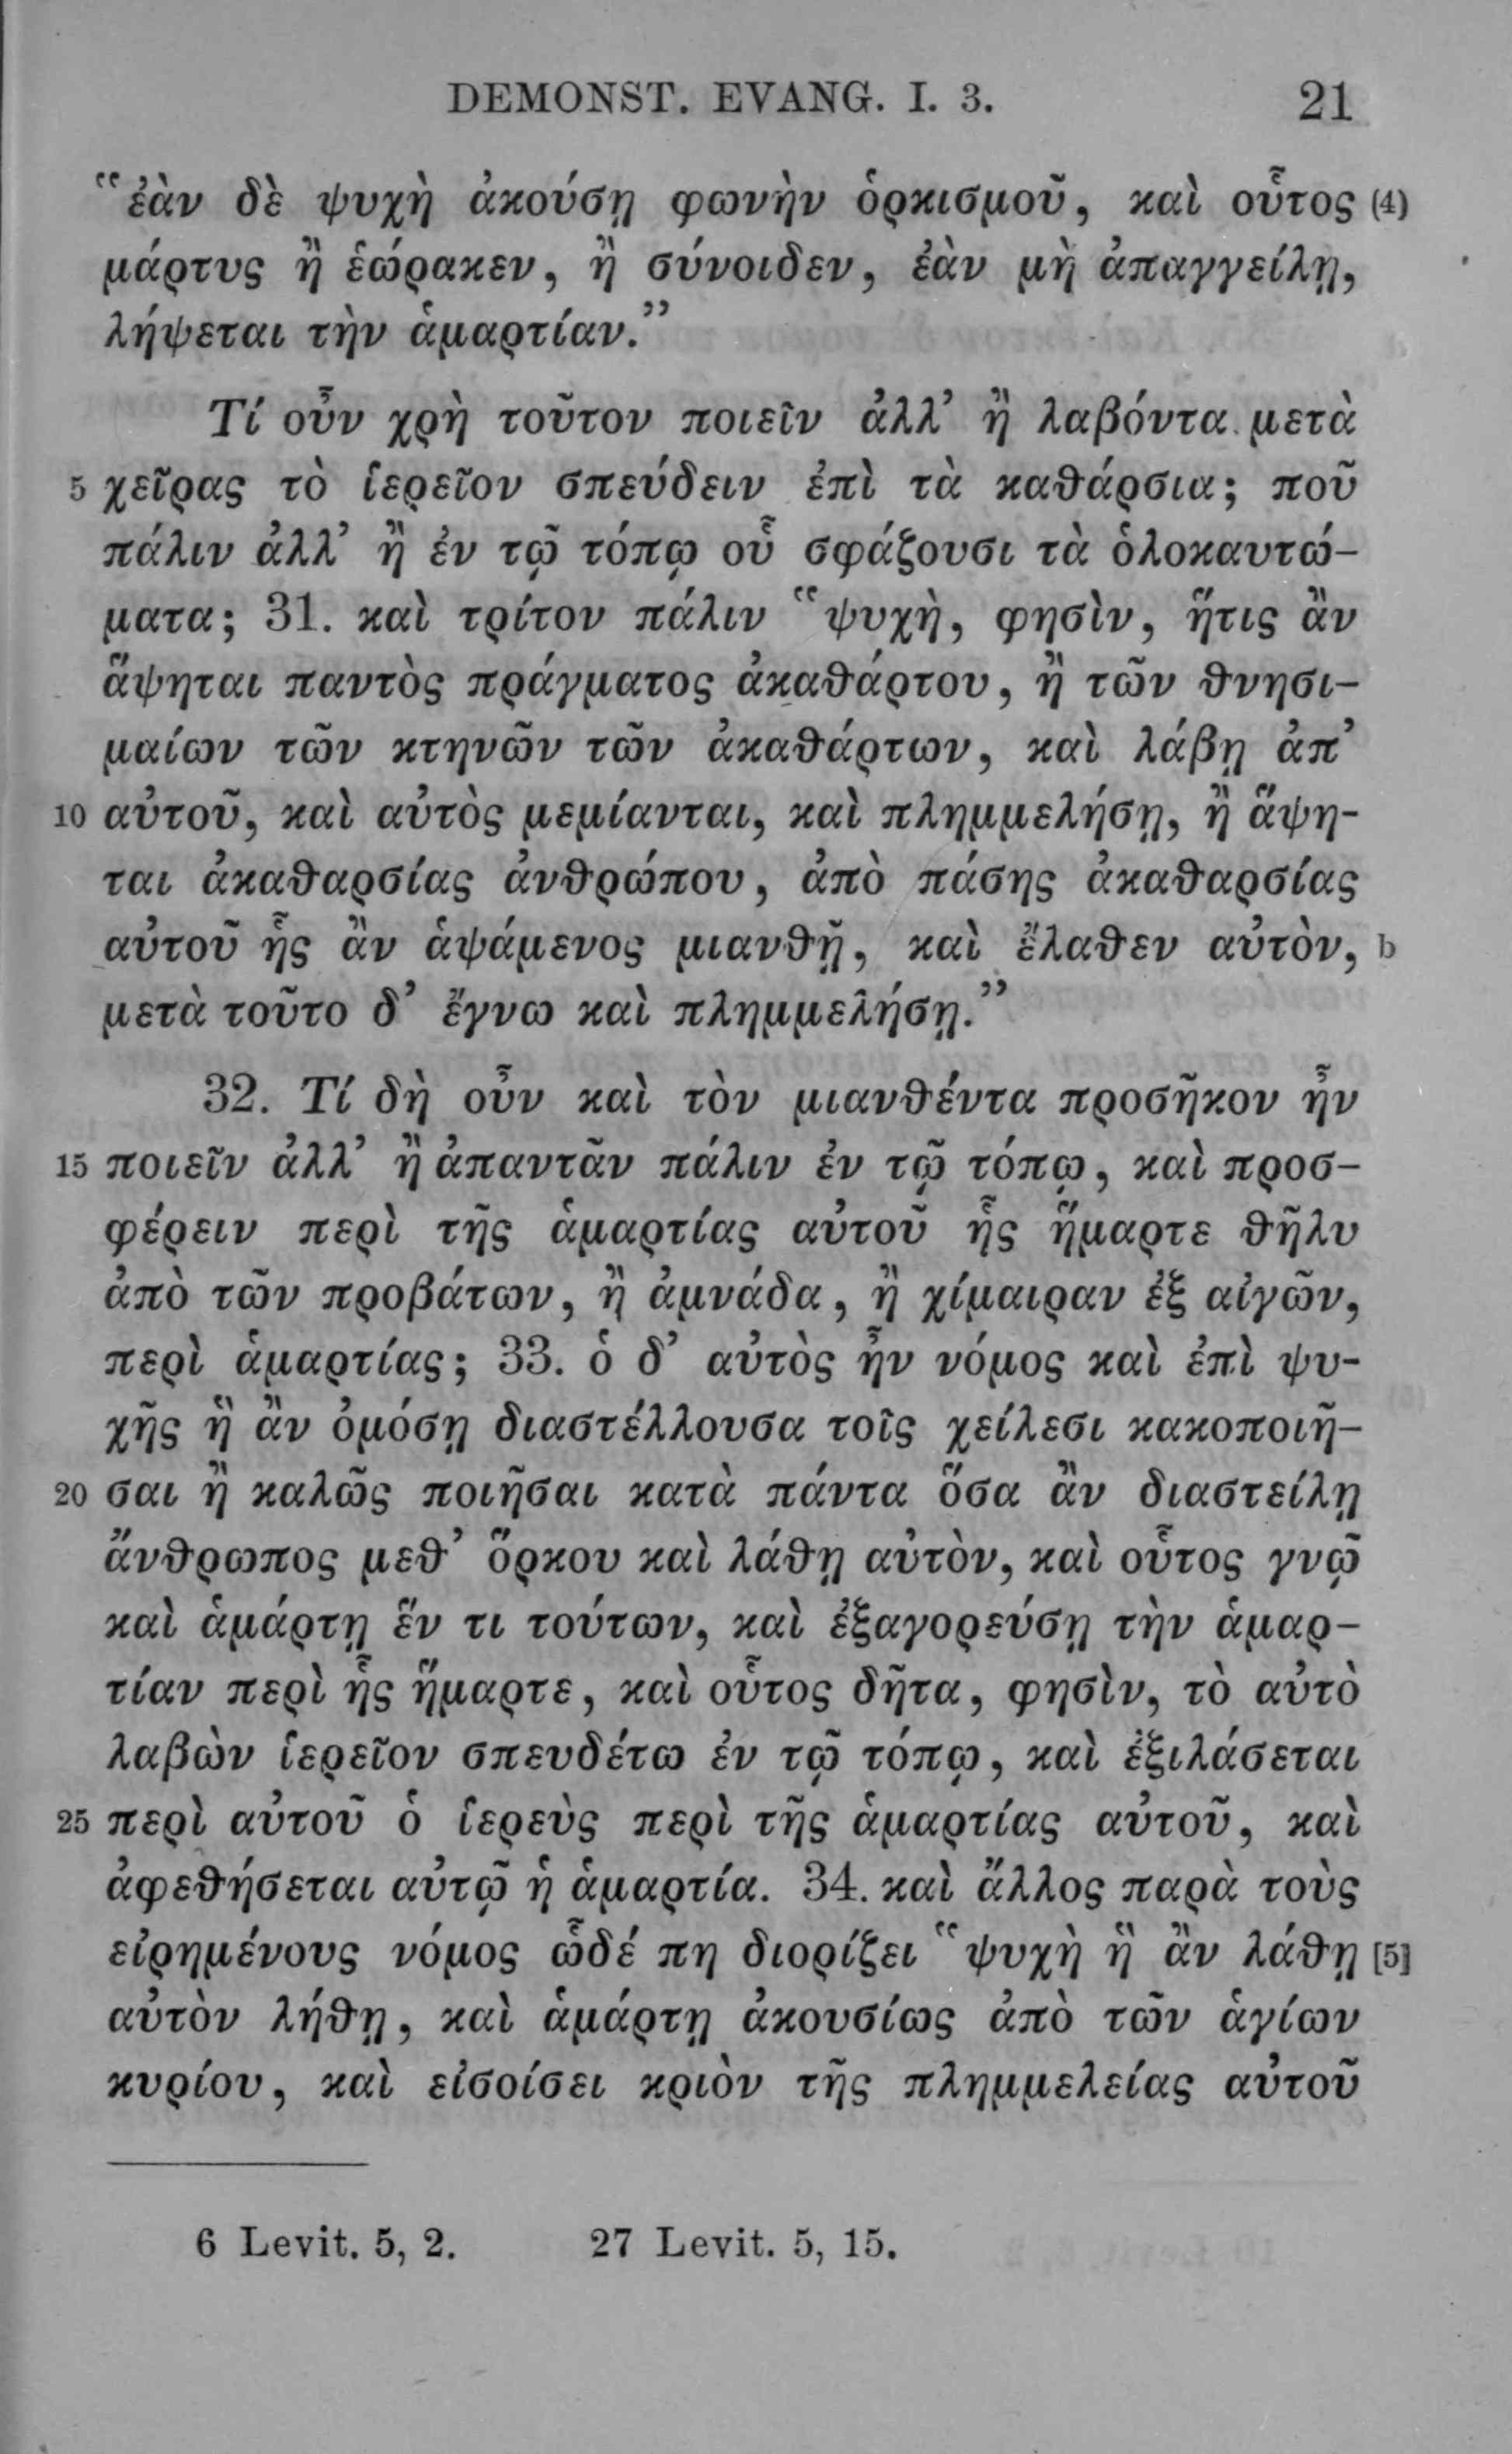 DEMONST. EVANG. I. 3. 21
“ἐὰν δὲ ψυχὴ ἀκούσῃ φωνὴν ὁρκισμοῦ, καὶ οὗτος (4)
μάρτυς ἢ ἑώρακεν, ἢ σύνοιδεν, ἐὰν μὴ ἀπαγγείλῃ,
λήψεται τὴν ἁμαρτίαν.”
Τί οὖν χρὴ τοῦτον ποιεῖν ἀλλ’ ἢ λαβόντα μετὰ
5 χεῖρας τὸ ἱερεῖον σπεύδειν ἐπὶ τὰ καθάρσια; ποῦ
πάλιν ἀλλ’ ἢ ἐν τῷ τόπῳ οὗ σφάζουσι τὰ ὁλοκαυτώ-
ματα; 31. καὶ τρίτον πάλιν “ψυχὴ, φησὶν, ἥτις ἂν
ἅψηται παντὸς πράγματος ἀκαθάρτου, ἢ τῶν θνησι-
μαίων τῶν κτηνῶν τῶν ἀκαθάρτων, καὶ λάβῃ ἀπ’
10 αὐτοῦ, καὶ αὐτὸς μεμίανται, καὶ πλημμελήσῃ, ἢ ἅψη-
ται ἀκαθαρσίας ἀνθρώπου, ἀπὸ πάσης ἀκαθαρσίας
αὐτοῦ ἧς ἂν ἁψάμενος μιανθῇ, καὶ ἔλαθεν αὐτὸν, b
μετὰ τοῦτο δ’ ἔγνω καὶ πλημμελήσῃ.”
32. Τί δὴ οὖν καὶ τὸν μιανθέντα προσῆκον ἦν
15 ποιεῖν ἀλλ’ ἢ ἀπαντᾶν πάλιν ἐν τῷ τόπῳ, καὶ προσ-
φέρειν περὶ τῆς ἁμαρτίας αὐτοῦ ἧς ἥμαρτε θῆλυ
ἀπὸ τῶν προβάτων, ἢ ἀμνάδα, ἢ χίμαιραν ἐξ αἰγῶν,
περὶ ἁμαρτίας; 33. ὁ δ’ αὐτὸς ἦν νόμος καὶ ἐπὶ ψυ-
χῆς ἣ ἂν ὀμόσῃ διαστέλλουσα τοῖς χείλεσι κακοποιῆ-
20 σαι ἢ καλῶς ποιῆσαι κατὰ πάντα ὅσα ἂν διαστείλῃ
ἄνθρωπος μεθ’ ὅρκου καὶ λάθῃ αὐτὸν, καὶ οὗτος γνῷ
καὶ ἁμάρτῃ ἕν τι τούτων, καὶ ἐξαγορεύσῃ τὴν ἁμαρ-
τίαν περὶ ἧς ἥμαρτε, καὶ οὗτος δῆτα, φησὶν, τὸ αὐτὸ
λαβὼν ἱερεῖον σπευδέτω ἐν τῷ τόπῳ, καὶ ἐξιλάσεται
25 περὶ αὐτοῦ ὁ ἱερεὺς περὶ τῆς ἁμαρτίας αὐτοῦ, καὶ
ἀφεθήσεται αὐτῷ ἡ ἁμαρτία. 34. καὶ ἄλλος παρὰ τοὺς
εἰρημένους νόμος ὧδέ πη διορίζει “ψυχὴ ἣ ἂν λάθῃ [5]
αὐτὸν λήθῃ, καὶ ἁμάρτῃ ἀκουσίως ἀπὸ τῶν ἁγίων
κυρίου, καὶ εἰσοίσει κριὸν τῆς πλημμελείας αὐτοῦ
6 Levit. 5, 2. 27 Levit. 5, 15.